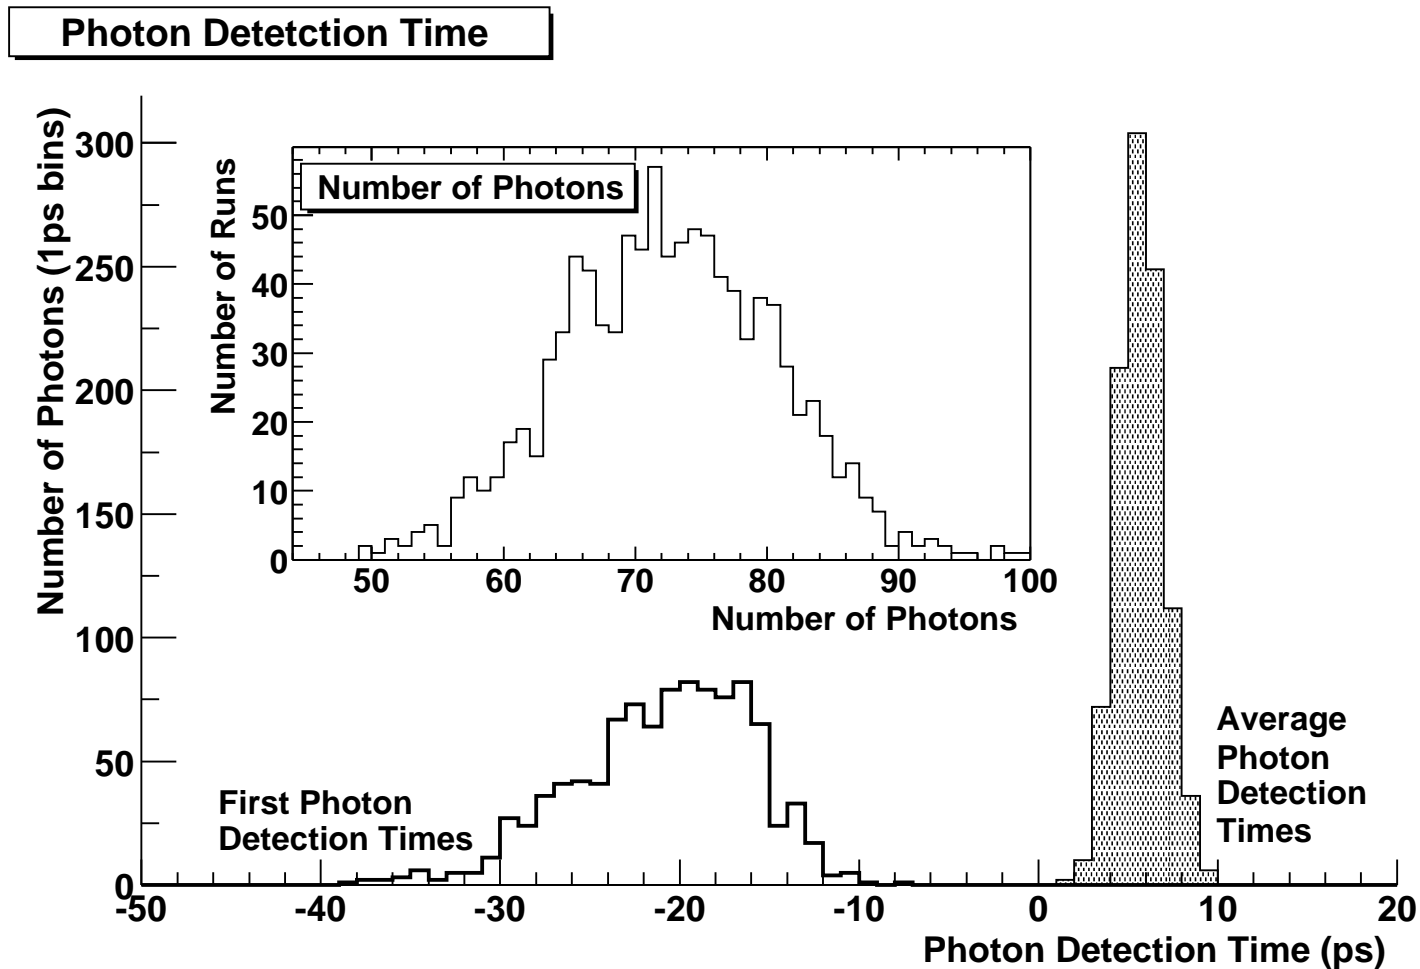 Photon Detetction Time
Number of Photons (1ps bins)
300
250
200
150
100
50
0
Number of Runs
Number of Photons
50
40
30
20
10
0
50 60 70 80 90 100
Number of Photons
First Photon
Detection Times
Average
Photon
Detection
Times
-50 -40 -30 -20 -10 0 10 20
Photon Detection Time (ps)